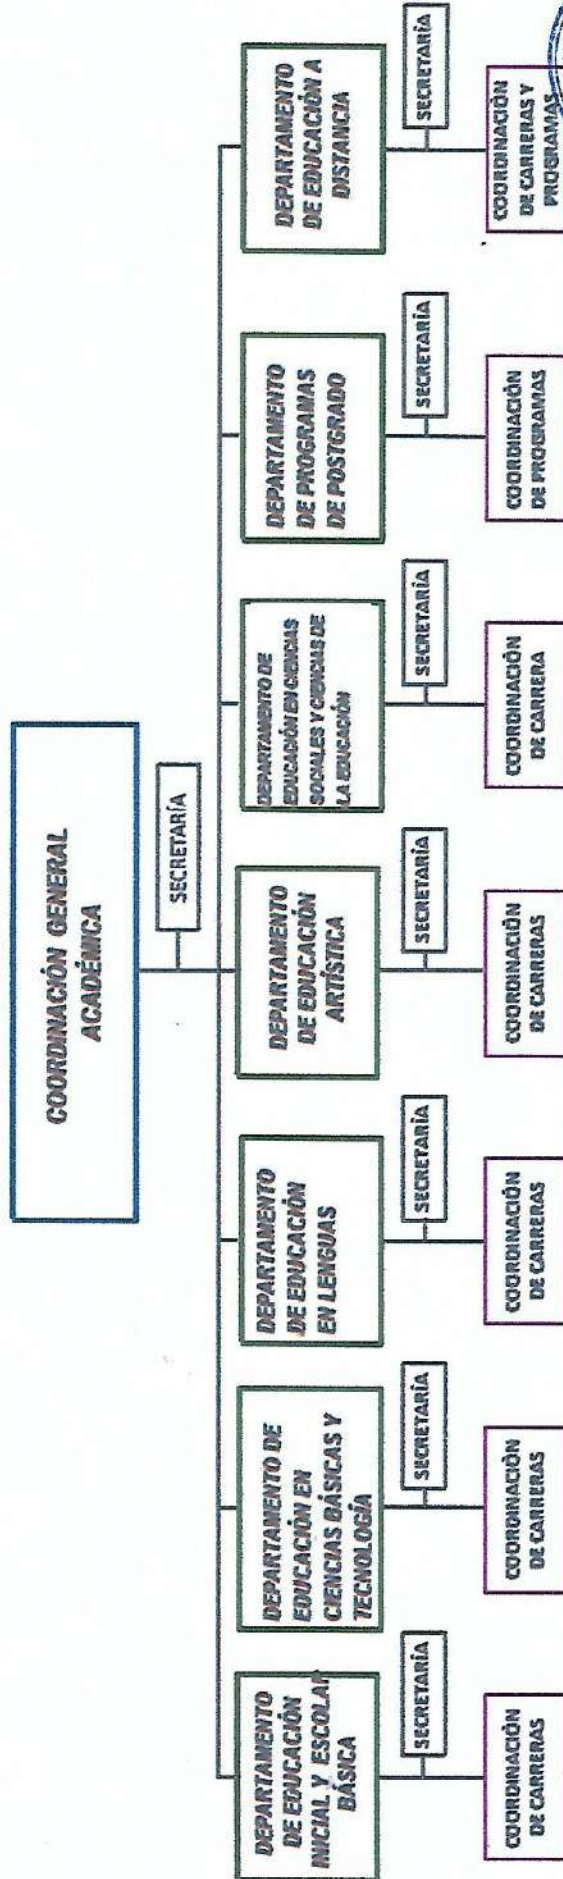 COORDINACIÓN GENERAL
ACADÉMICA
SECRETARÍA
DEPARTAMENTO
DE EDUCACIÓN
INICIAL Y ESCOLAR
BÁSICA
SECRETARÍA
COORDINACIÓN
DE CARRERAS
DEPARTAMENTO DE
EDUCACIÓN EN
CIENCIAS BÁSICAS Y
TECNOLOGÍA
SECRETARÍA
COORDINACIÓN
DE CARRERAS
DEPARTAMENTO
DE EDUCACIÓN
EN LENGUAS
SECRETARÍA
COORDINACIÓN
DE CARRERAS
DEPARTAMENTO
DE EDUCACIÓN
ARTÍSTICA
SECRETARÍA
COORDINACIÓN
DE CARRERAS
DEPARTAMENTO DE
EDUCACIÓN EN CIENCIAS
SOCIALES Y CIENCIAS DE
LA EDUCACIÓN
SECRETARÍA
COORDINACIÓN
DE CARRERA
DEPARTAMENTO
DE PROGRAMAS
DE POSTGRADO
SECRETARÍA
COORDINACIÓN
DE PROGRAMAS
DEPARTAMENTO
DE EDUCACIÓN A
DISTANCIA
SECRETARÍA
COORDINACIÓN
DE CARRERAS Y
PROGRAMAS